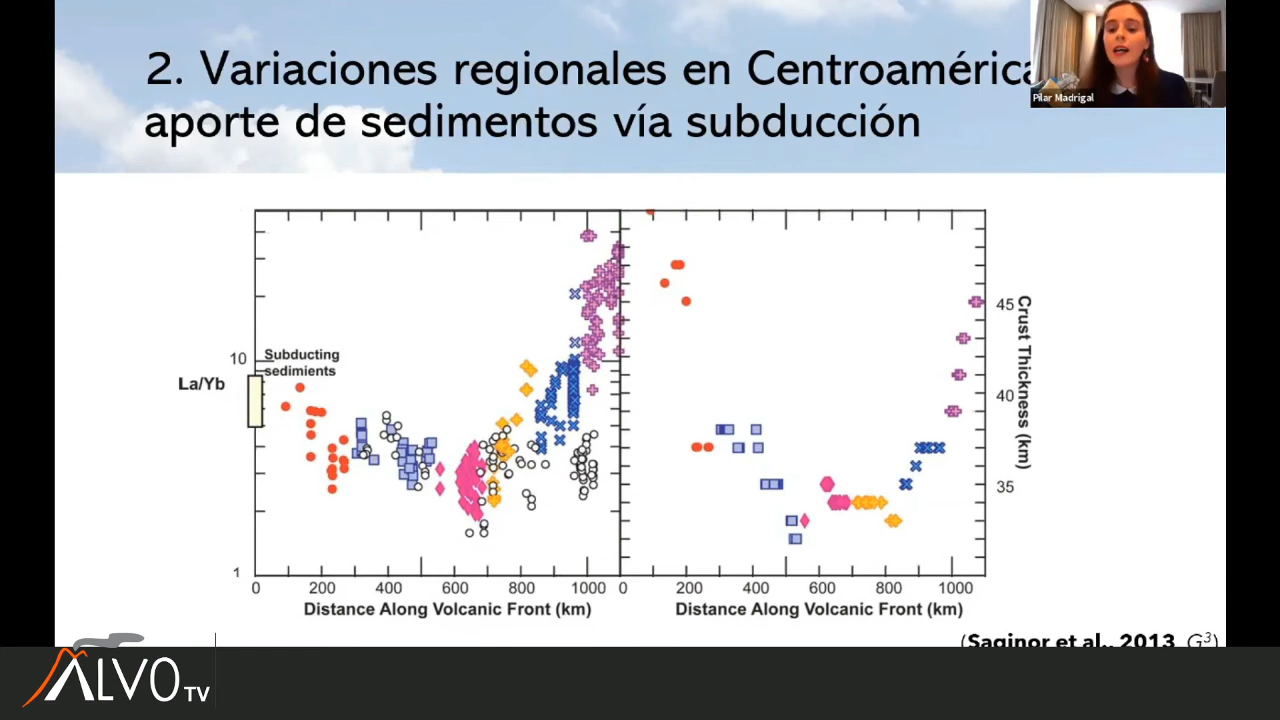 2. Variaciones regionales en Centroamérica
aporte de sedimentos vía subducción
Pilar Madrigal
Subducting
sedimients
10
La/Yb
1
0
200
400
600
800
1000
Distance Along Volcanic Front (km)
45
40
35
Crust Thickness (km)
0
200
400
600
800
1000
Distance Along Volcanic Front (km)
(Saginor et al., 2013, G3)
ALVO TV